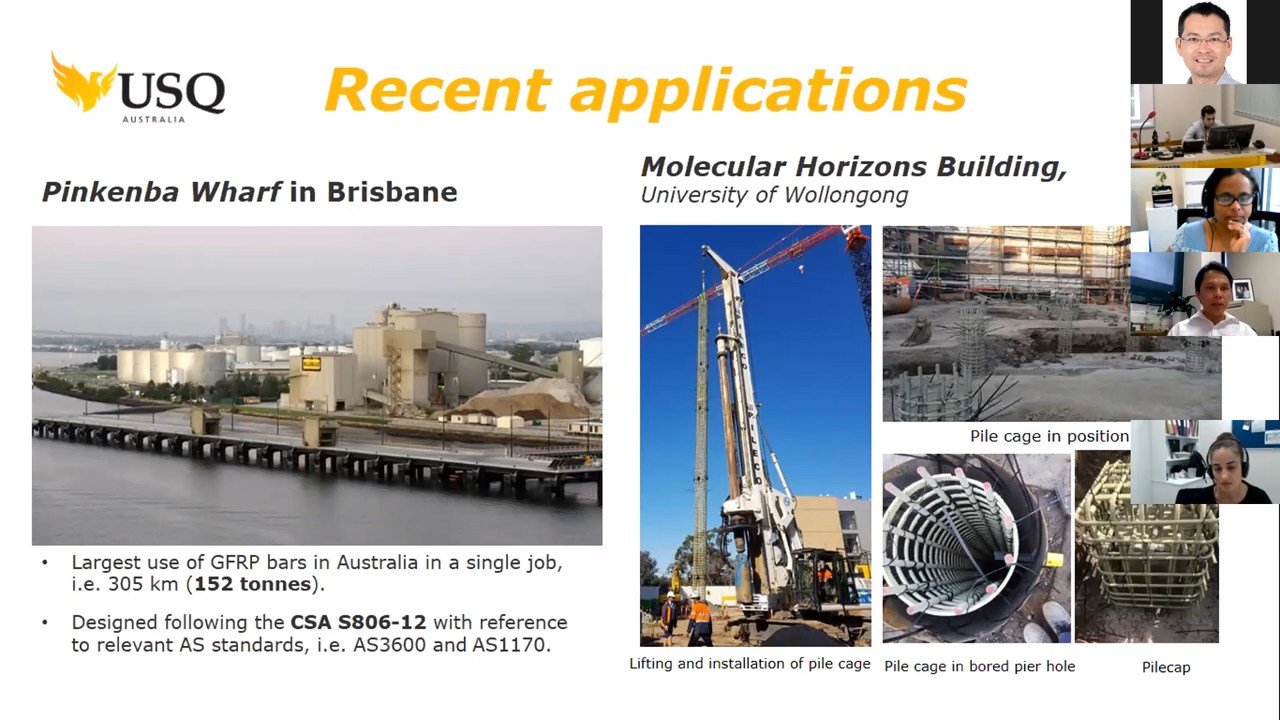 USQ
AUSTRALIA
Recent applications
Pinkenba Wharf in Brisbane
Molecular Horizons Building,
University of Wollongong
Pile cage in position
• Largest use of GFRP bars in Australia in a single job,
i.e. 305 km (152 tonnes).
• Designed following the CSA S806-12 with reference
to relevant AS standards, i.e. AS3600 and AS1170.
Lifting and installation of pile cage
Pile cage in bored pier hole
Pilecap